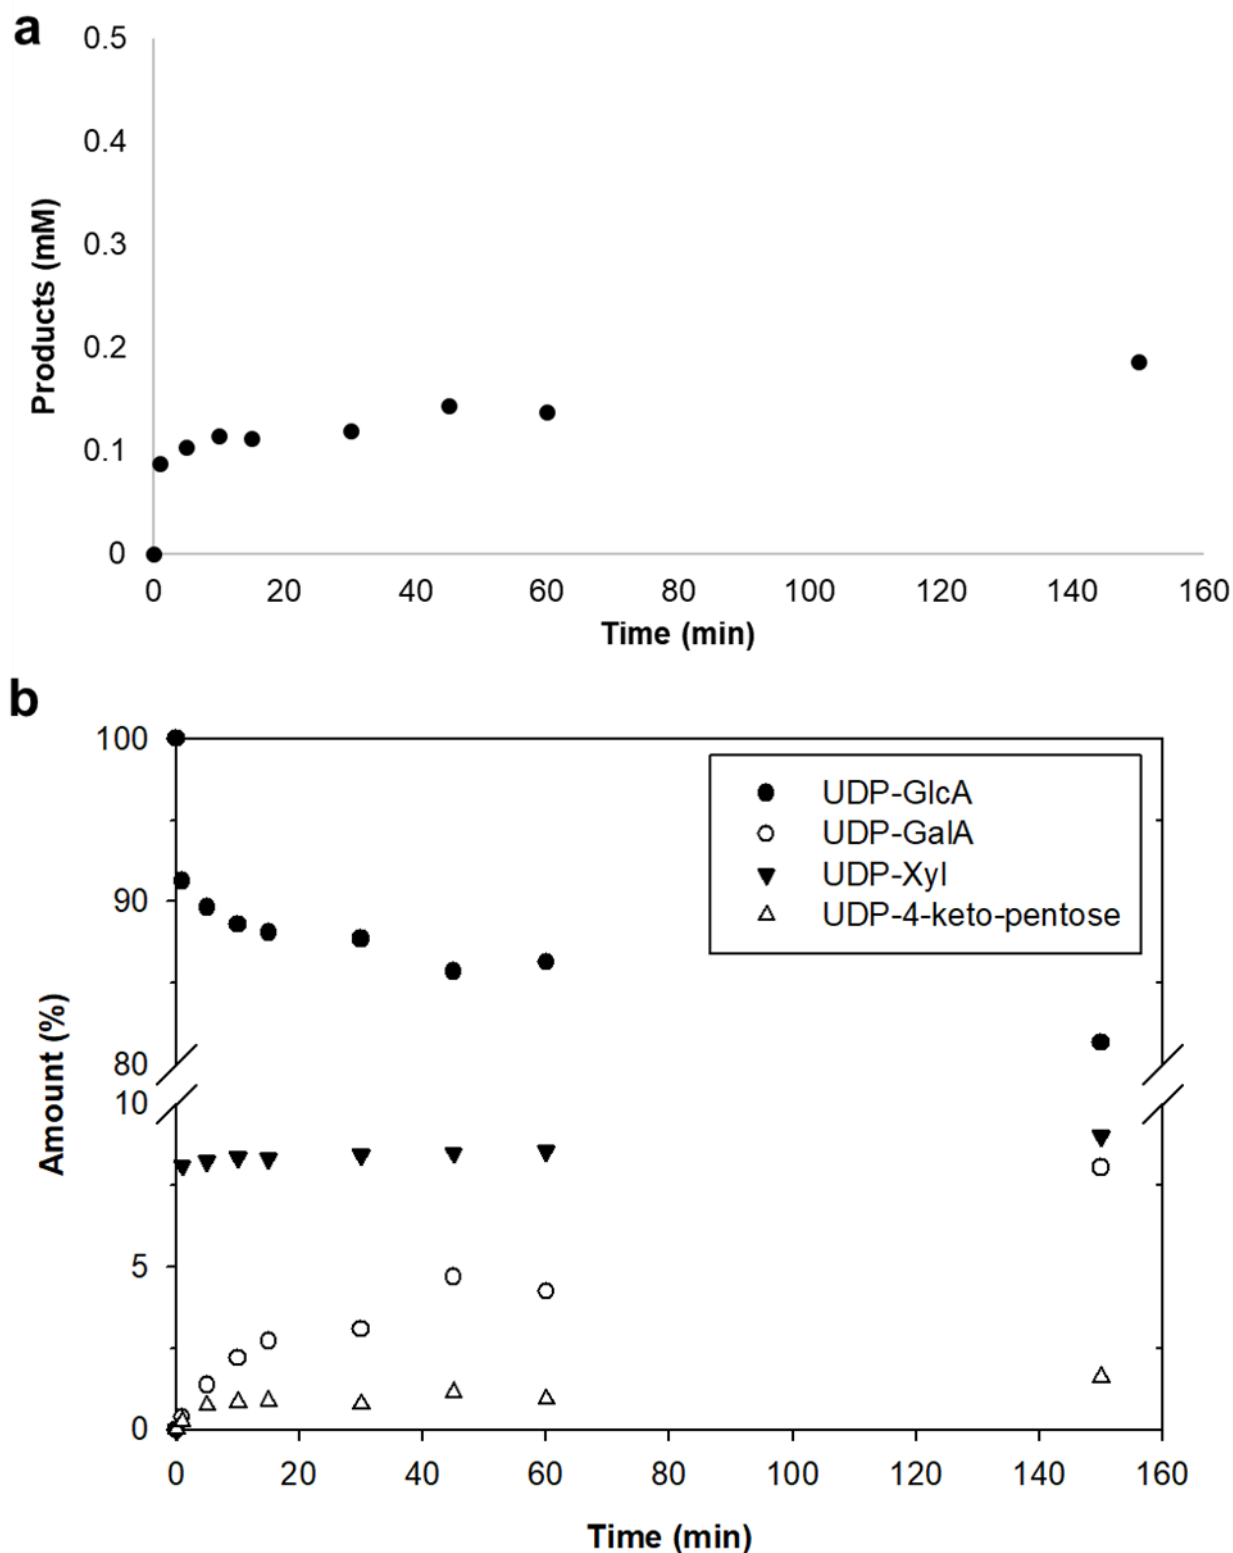 a
0.5
0.4
0.3
0.2
0.1
0
Products (mM)
0 20 40 60 80 100 120 140 160
Time (min)
b
100
90
80
10
5
0
Amount (%)
UDP-GlcA
UDP-GalA
UDP-Xyl
UDP-4-keto-pentose
0 20 40 60 80 100 120 140 160
Time (min)